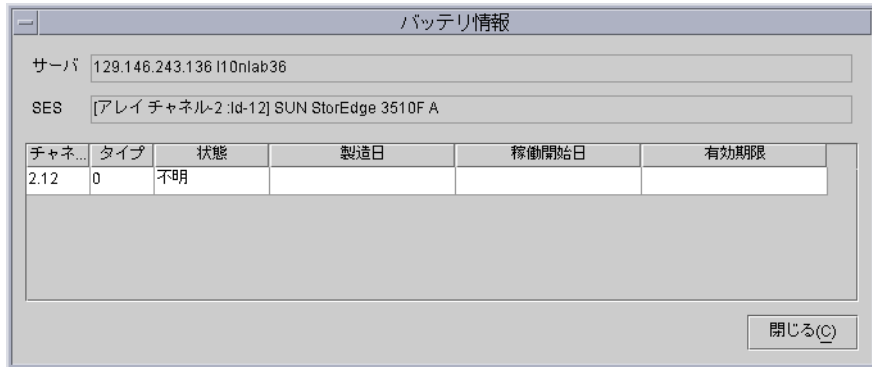 バッテリ情報
サーバ 129.146.243.136 l10nlab36
SES [アレイ チャネル-2 :Id-12] SUN StorEdge 3510F A
チャネ... タイプ 状態 製造日 稼働開始日 有効期限
2.12 0 不明
閉じる(C)